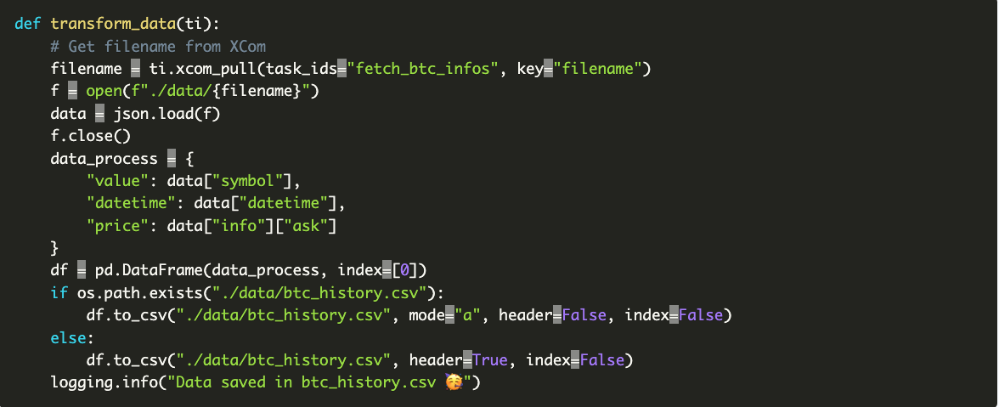 def transform_data(ti):
    # Get filename from XCom
    filename = ti.xcom_pull(task_ids="fetch_btc_infos", key="filename")
    f = open(f"./data/{filename}")
    data = json.load(f)
    f.close()
    data_process = {
        "value": data["symbol"],
        "datetime": data["datetime"],
        "price": data["info"]["ask"]
    }
    df = pd.DataFrame(data_process, index=[0])
    if os.path.exists("./data/btc_history.csv"):
        df.to_csv("./data/btc_history.csv", mode="a", header=False, index=False)
    else:
        df.to_csv("./data/btc_history.csv", header=True, index=False)
    logging.info("Data saved in btc_history.csv 🥳")